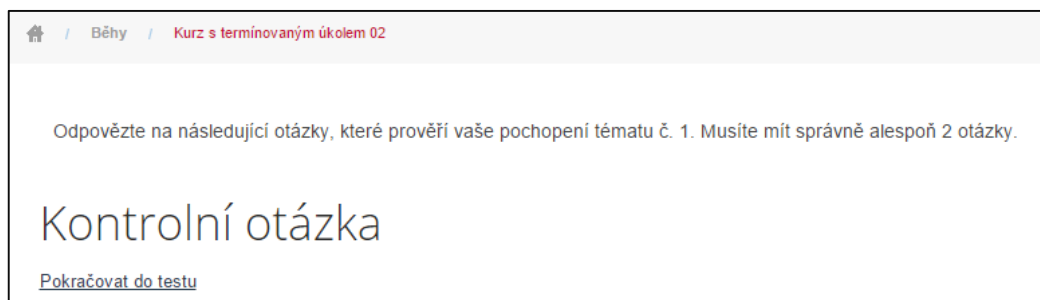 / Běhy / Kurz s termínovaným úkolem 02
Odpovězte na následující otázky, které prověří vaše pochopení tématu č. 1. Musíte mít správně alespoň 2 otázky.
Kontrolní otázka
Pokračovat do testu